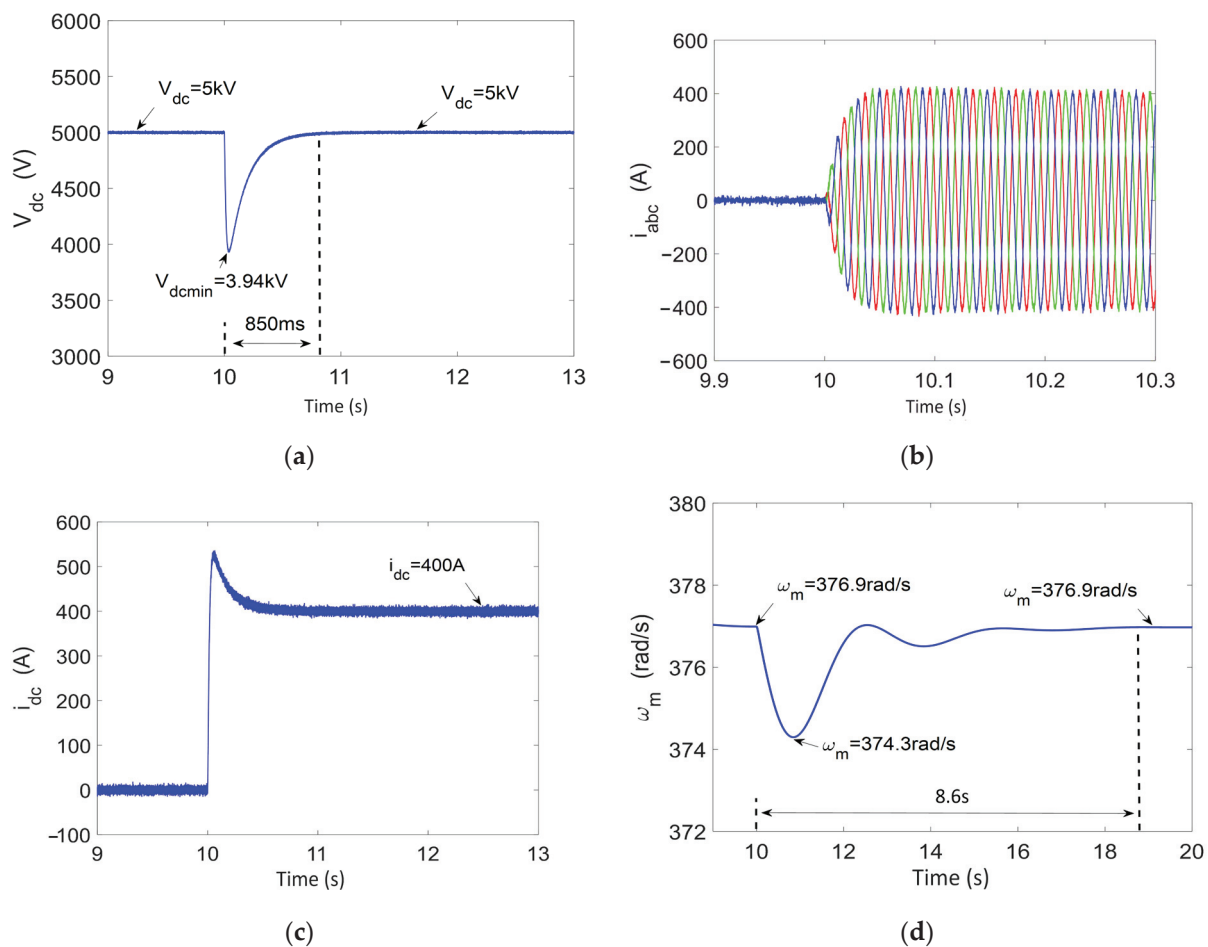 6000
5500
5000
4500
4000
3500
3000
V_dc (V)
V_dc=5kV
V_dc=5kV
V_dcmin=3.94kV
850ms
9 10 11 12 13
Time (s)
(a)
600
400
200
0
−200
−400
−600
i_abc (A)
9.9 10 10.1 10.2 10.3
Time (s)
(b)
600
500
400
300
200
100
0
−100
i_dc (A)
i_dc=400A
9 10 11 12 13
Time (s)
(c)
380
378
376
374
372
ω_m (rad/s)
ω_m=376.9rad/s
ω_m=376.9rad/s
ω_m=374.3rad/s
8.6s
10 12 14 16 18 20
Time (s)
(d)